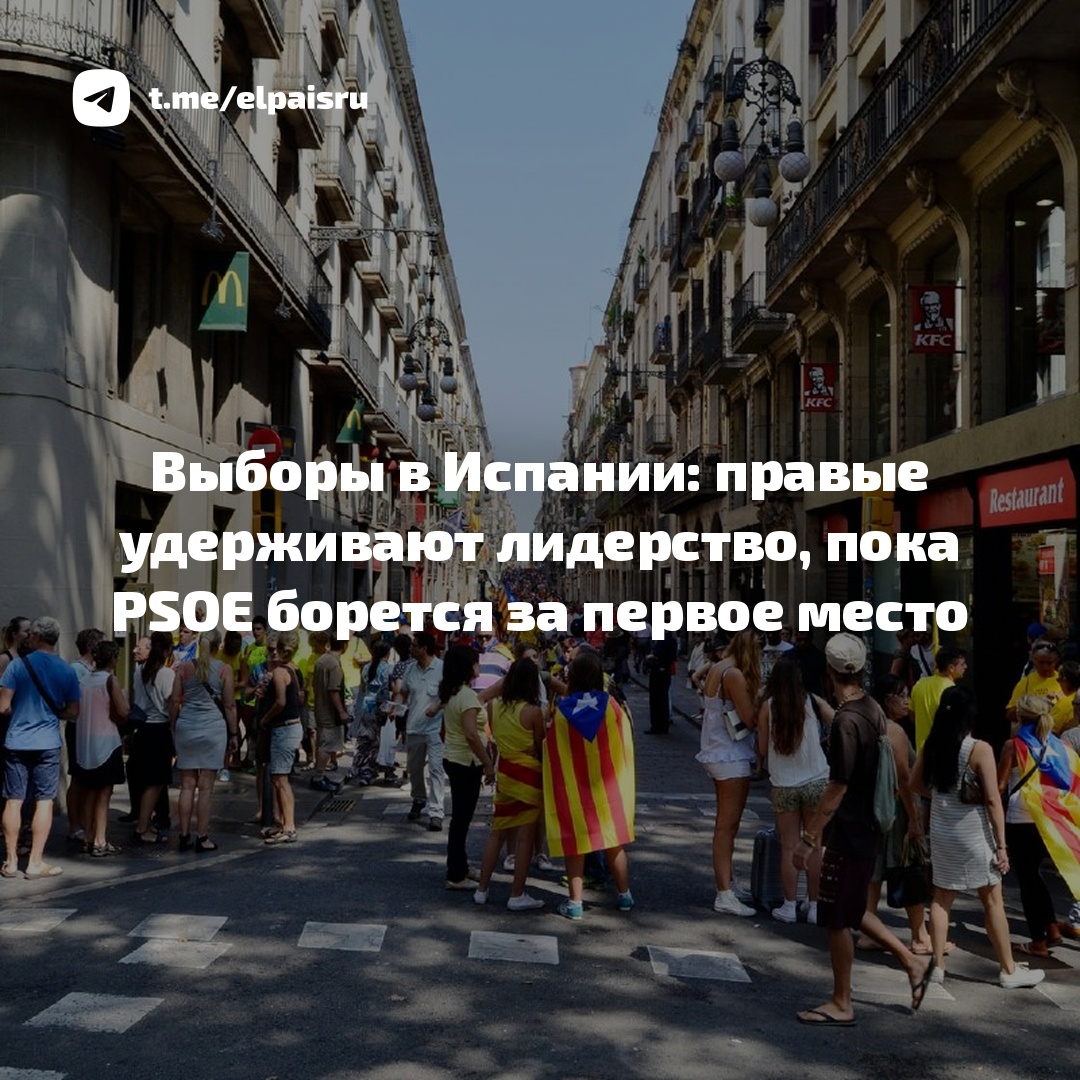 t.me/elpaisru
KFC
KFC
Restaurant
Выборы в Испании: правые
удерживают лидерство, пока
PSOE борется за первое место